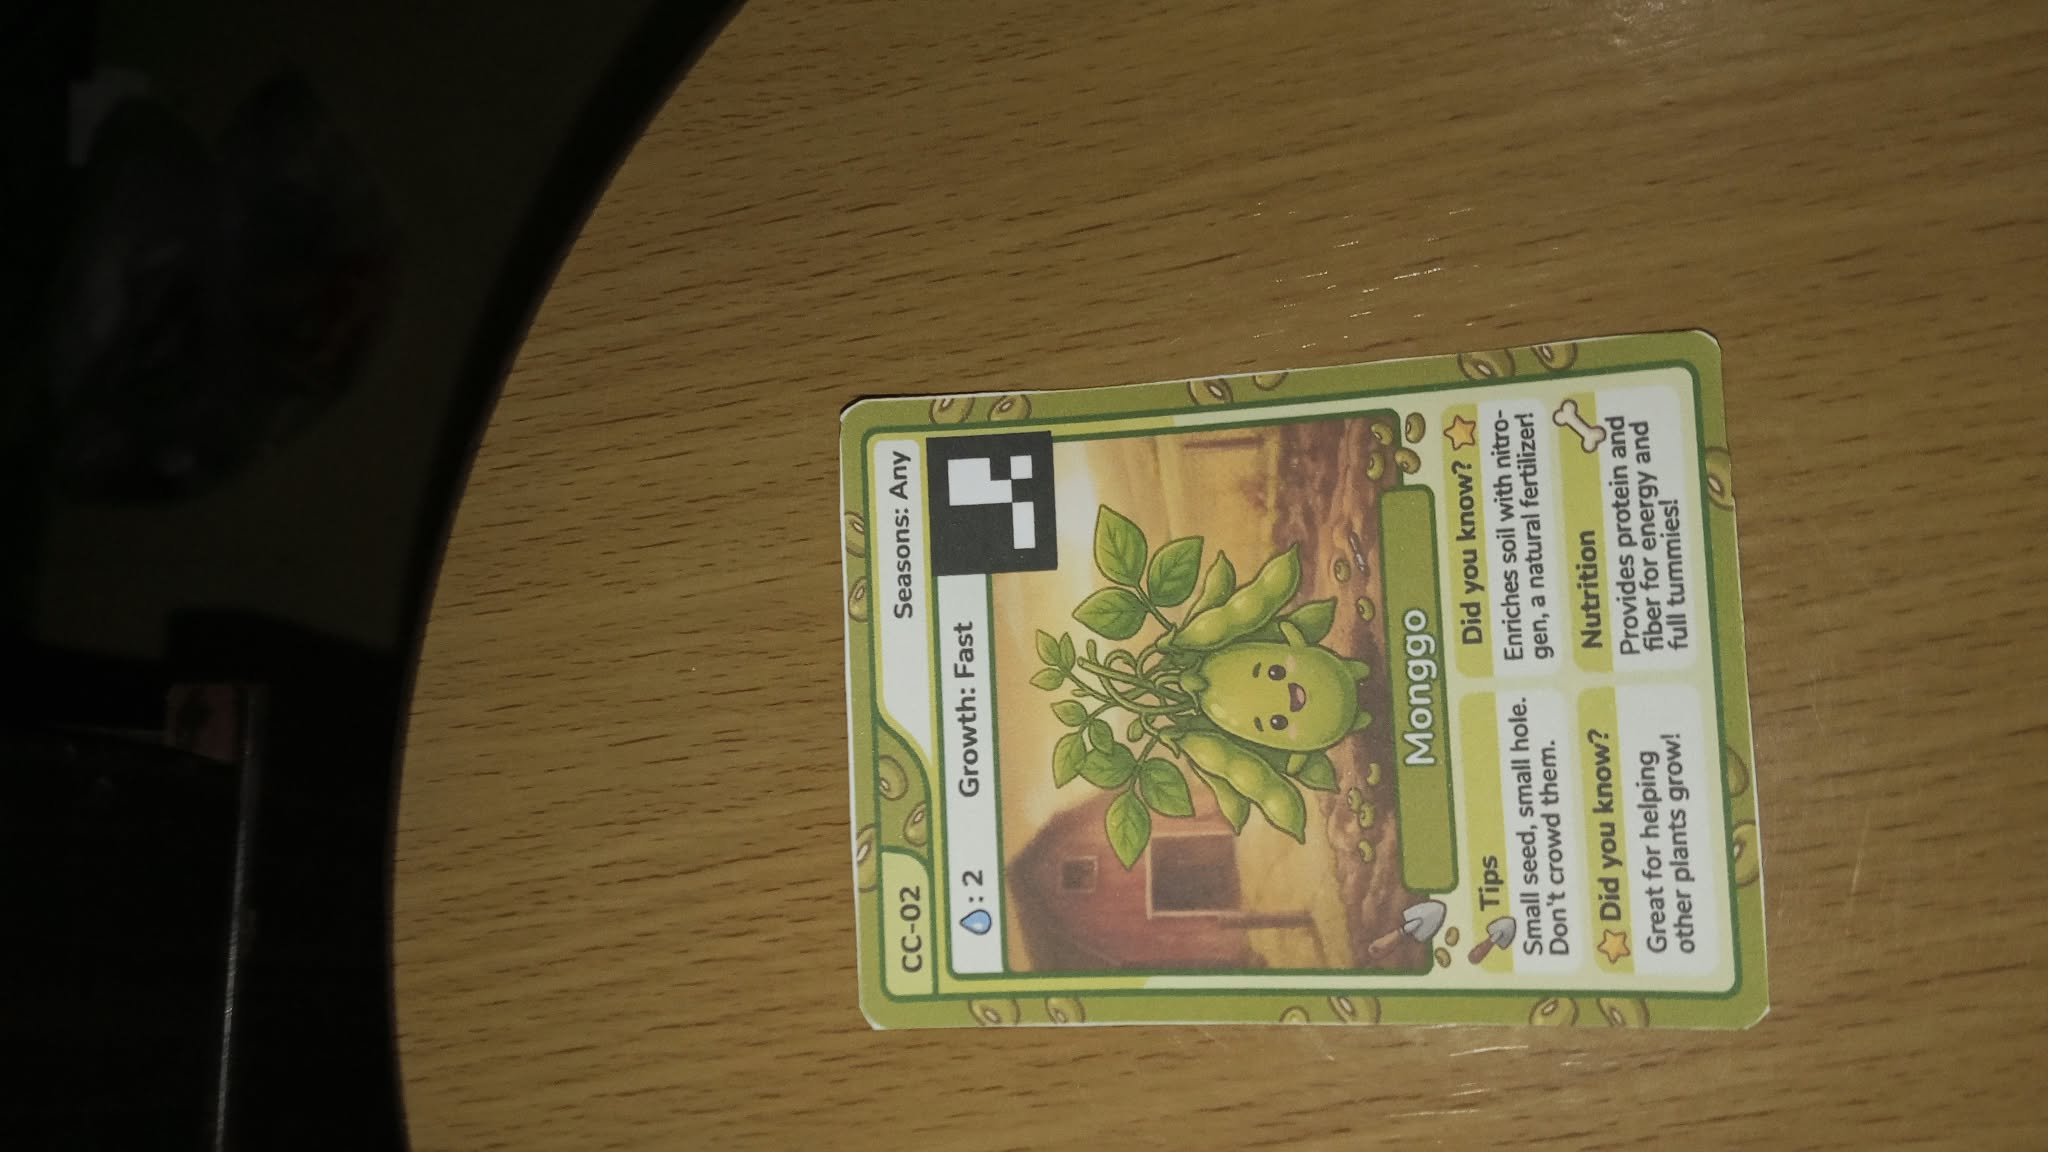 CC-02
Seasons: Any
: 2
Growth: Fast
Monggo
Tips
Small seed, small hole.
Don't crowd them.
Did you know?
Enriches soil with nitro-
gen, a natural fertilizer!
Did you know?
Great for helping
other plants grow!
Nutrition
Provides protein and
fiber for energy and
full tummies!